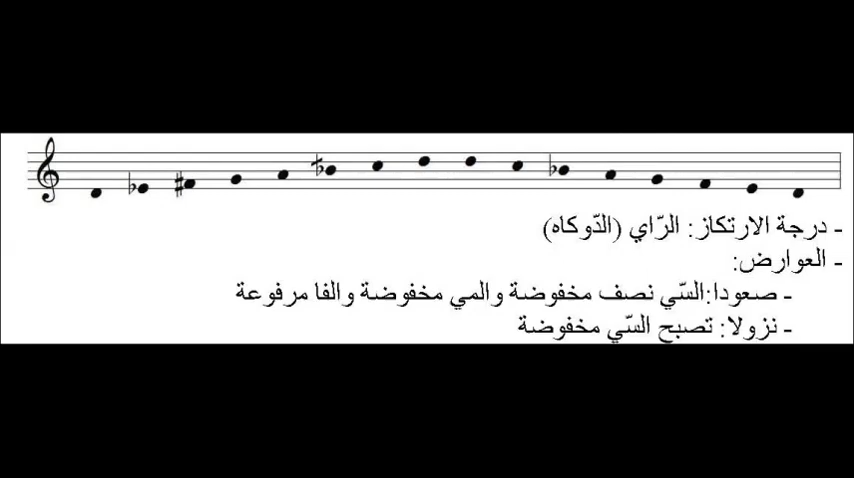 - درجة الارتكاز: الرّاي (الدّوكاه)
- العوارض:
- صعودا:السّي نصف مخفوضة والمي مخفوضة والفا مرفوعة
- نزولا: تصبح السّي مخفوضة